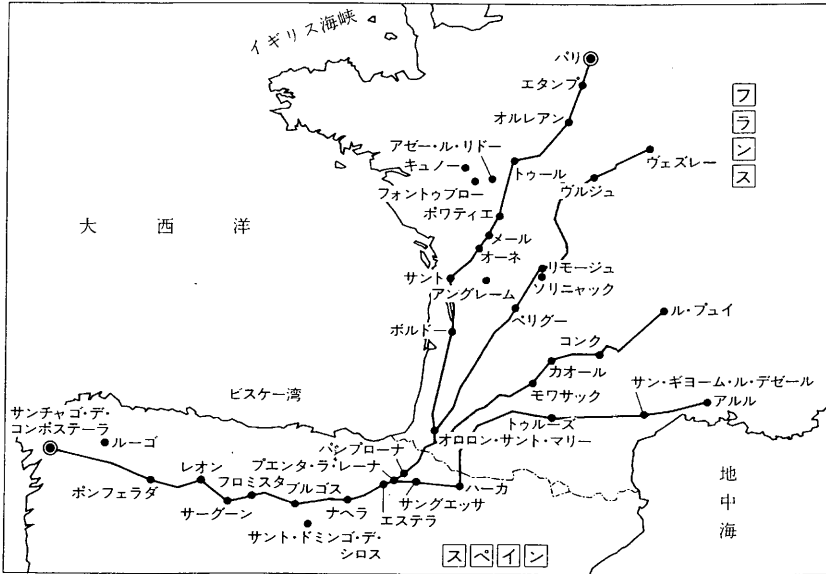 イギリス海峡
パリ
エタンプ
オルレアン
フランス
アゼー・ル・リドー
キュノー
フォントゥブロー
トゥール
ヴェズレー
ヴルジュ
ポワティエ
大西洋
メール
オーネ
サント
アングレーム
リモージュ
ソリニャック
ペリグー
ル・プュイ
ボルドー
コンク
カオール
モワサック
サン・ギヨーム・ル・デゼール
アルル
トゥルーズ
ビスケー湾
サンチャゴ・デ・
コンポステーラ
ルーゴ
オロロン・サント・マリー
パンプローナ
プエンタ・ラ・レーナ
レオン
フロミスタ
ブルゴス
ポンフェラダ
サーグーン
ナヘラ
エステラ
サングエッサ
ハーカ
地中海
サント・ドミンゴ・デ・
シロス
スペイン